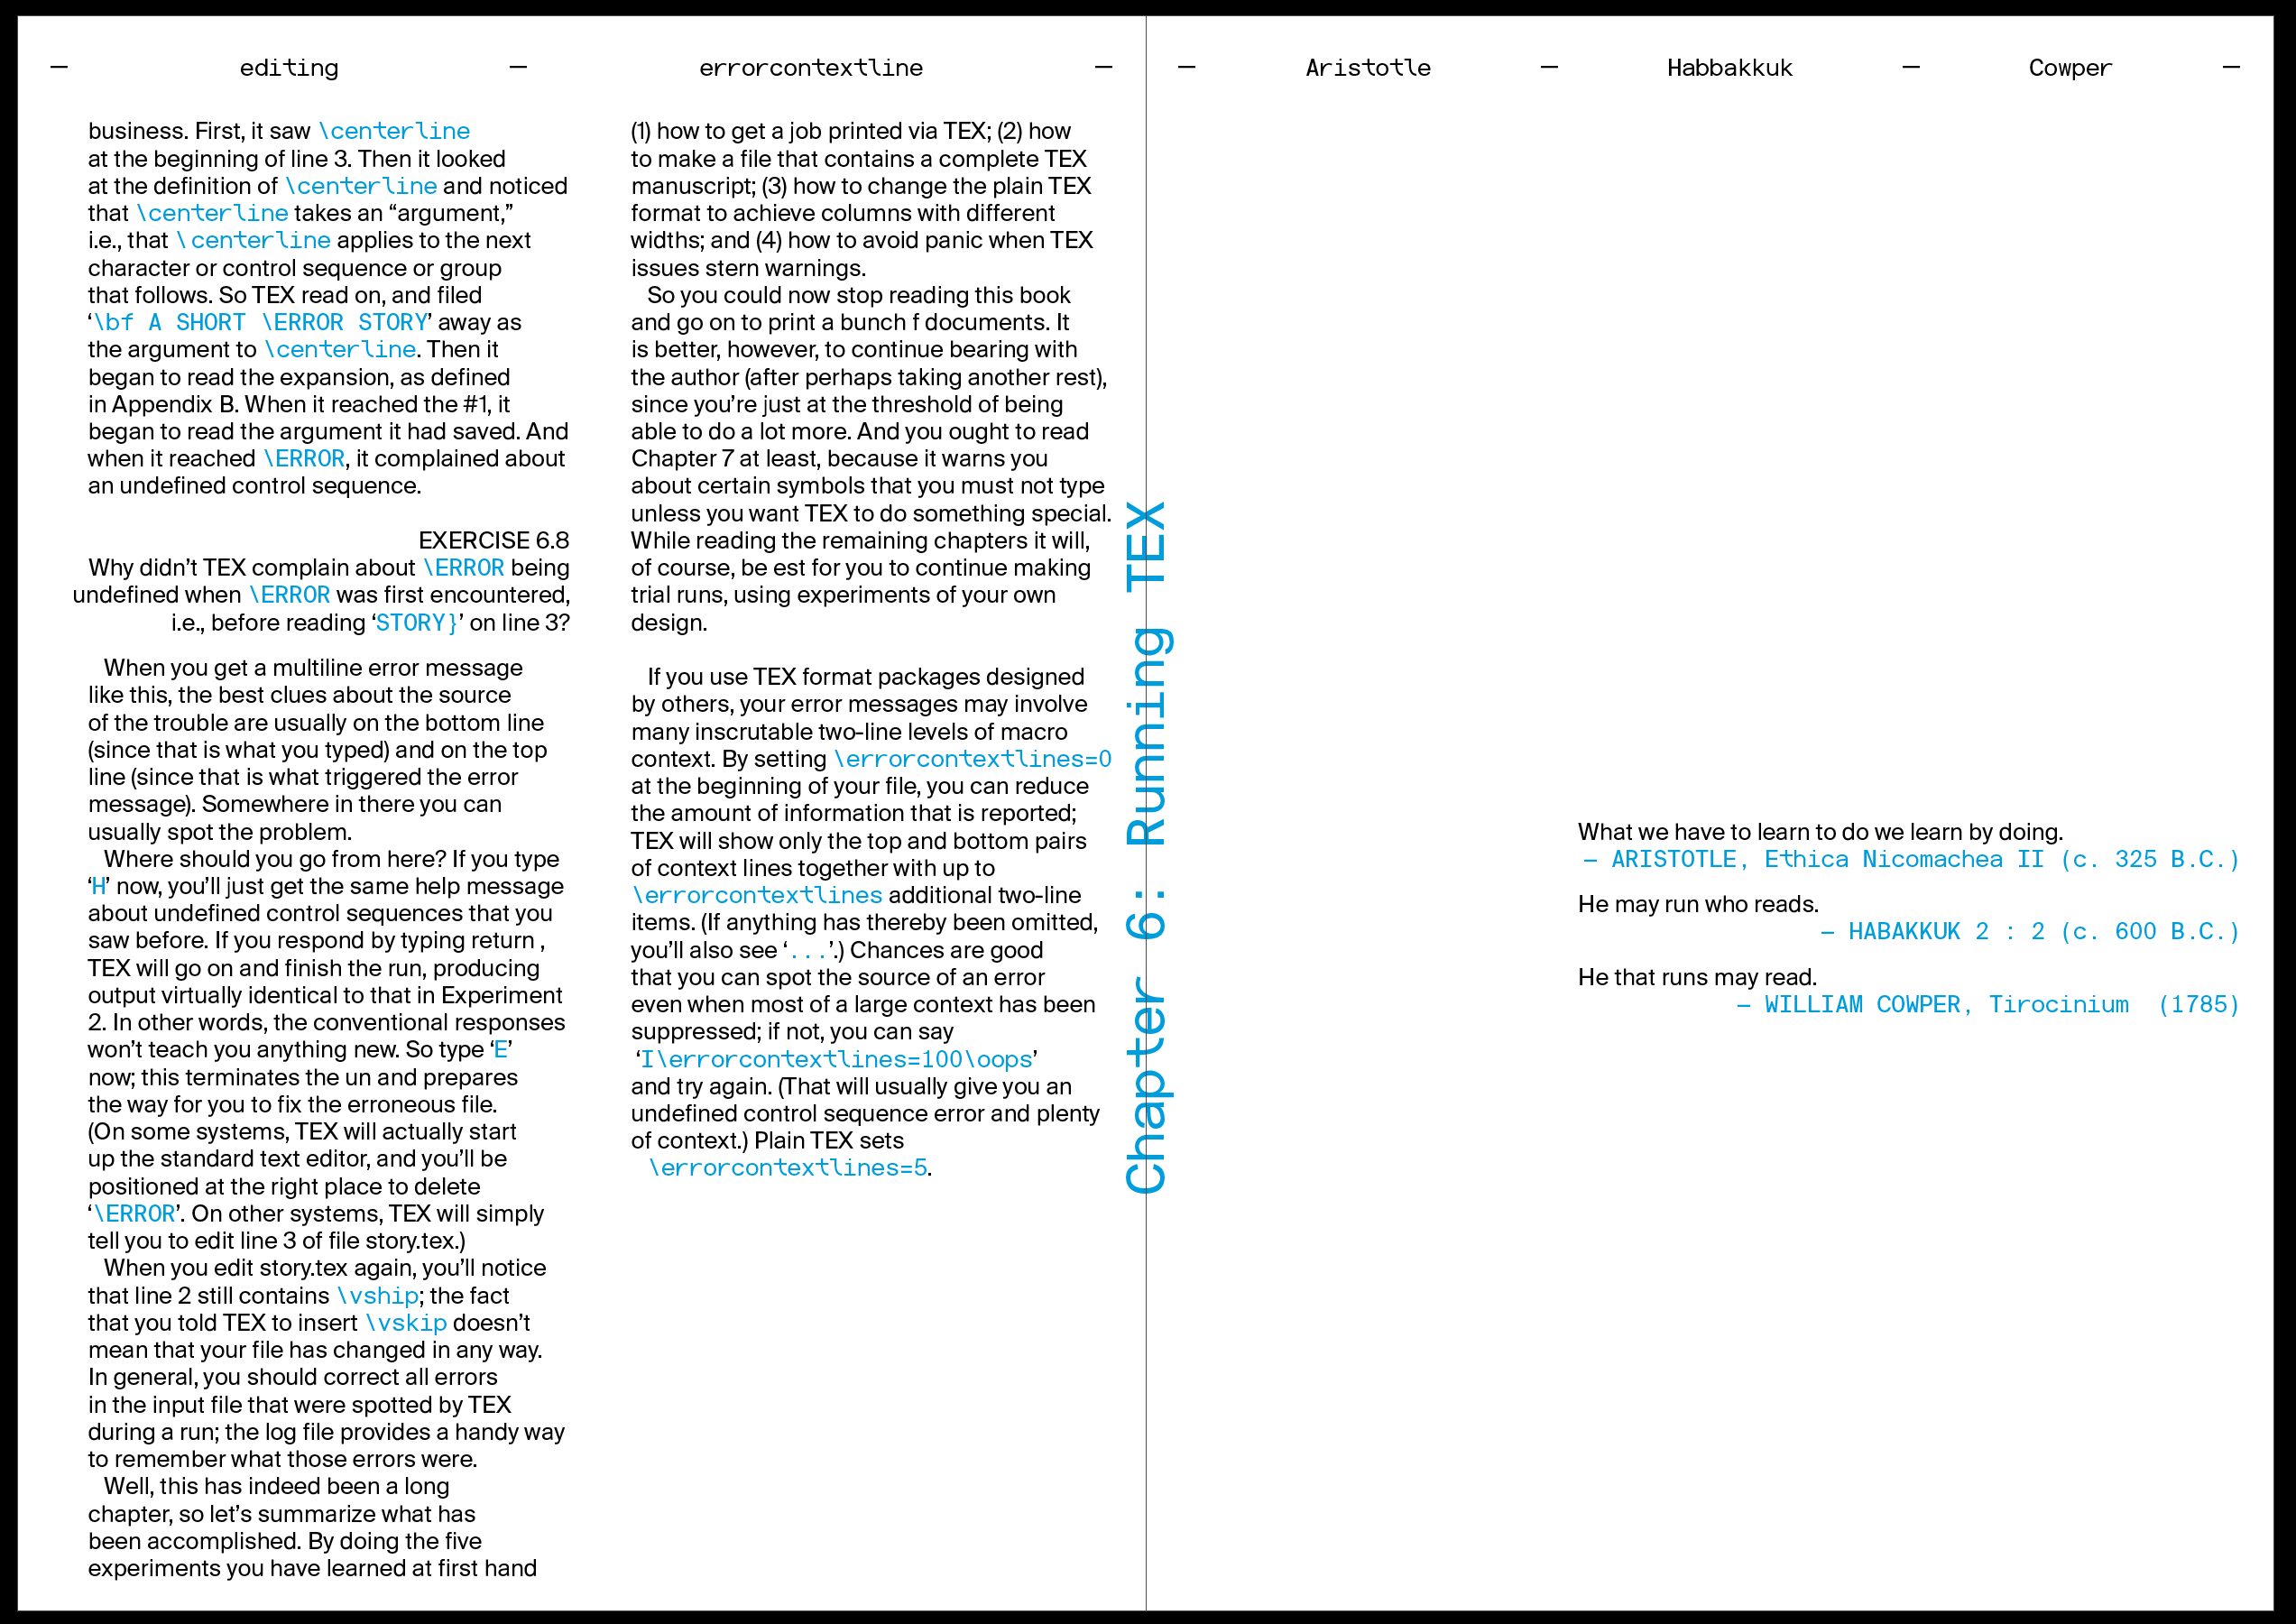 — editing — errorcontextline —
business. First, it saw \centerline
at the beginning of line 3. Then it looked
at the definition of \centerline and noticed
that \centerline takes an “argument,”
i.e., that \ centerline applies to the next
character or control sequence or group
that follows. So TEX read on, and filed
‘\bf A SHORT \ERROR STORY’ away as
the argument to \centerline. Then it
began to read the expansion, as defined
in Appendix B. When it reached the #1, it
began to read the argument it had saved. And
when it reached \ERROR, it complained about
an undefined control sequence.
EXERCISE 6.8
Why didn’t TEX complain about \ERROR being
undefined when \ERROR was first encountered,
i.e., before reading ‘STORY}’ on line 3?
When you get a multiline error message
like this, the best clues about the source
of the trouble are usually on the bottom line
(since that is what you typed) and on the top
line (since that is what triggered the error
message). Somewhere in there you can
usually spot the problem.
Where should you go from here? If you type
‘H’ now, you’ll just get the same help message
about undefined control sequences that you
saw before. If you respond by typing return ,
TEX will go on and finish the run, producing
output virtually identical to that in Experiment
2. In other words, the conventional responses
won’t teach you anything new. So type ‘E’
now; this terminates the un and prepares
the way for you to fix the erroneous file.
(On some systems, TEX will actually start
up the standard text editor, and you’ll be
positioned at the right place to delete
‘\ERROR’. On other systems, TEX will simply
tell you to edit line 3 of file story.tex.)
When you edit story.tex again, you’ll notice
that line 2 still contains \vship; the fact
that you told TEX to insert \vskip doesn’t
mean that your file has changed in any way.
In general, you should correct all errors
in the input file that were spotted by TEX
during a run; the log file provides a handy way
to remember what those errors were.
Well, this has indeed been a long
chapter, so let’s summarize what has
been accomplished. By doing the five
experiments you have learned at first hand
(1) how to get a job printed via TEX; (2) how
to make a file that contains a complete TEX
manuscript; (3) how to change the plain TEX
format to achieve columns with different
widths; and (4) how to avoid panic when TEX
issues stern warnings.
So you could now stop reading this book
and go on to print a bunch f documents. It
is better, however, to continue bearing with
the author (after perhaps taking another rest),
since you’re just at the threshold of being
able to do a lot more. And you ought to read
Chapter 7 at least, because it warns you
about certain symbols that you must not type
unless you want TEX to do something special.
While reading the remaining chapters it will,
of course, be est for you to continue making
trial runs, using experiments of your own
design.
If you use TEX format packages designed
by others, your error messages may involve
many inscrutable two-line levels of macro
context. By setting \errorcontextlines=0
at the beginning of your file, you can reduce
the amount of information that is reported;
TEX will show only the top and bottom pairs
of context lines together with up to
\errorcontextlines additional two-line
items. (If anything has thereby been omitted,
you’ll also see ‘...’.) Chances are good
that you can spot the source of an error
even when most of a large context has been
suppressed; if not, you can say
‘I\errorcontextlines=100\oops’
and try again. (That will usually give you an
undefined control sequence error and plenty
of context.) Plain TEX sets
\errorcontextlines=5.
Chapter 6: Running TEX
— Aristotle — Habbakkuk — Cowper —
What we have to learn to do we learn by doing.
— ARISTOTLE, Ethica Nicomachea II (c. 325 B.C.)
He may run who reads.
— HABAKKUK 2 : 2 (c. 600 B.C.)
He that runs may read.
— WILLIAM COWPER, Tirocinium (1785)